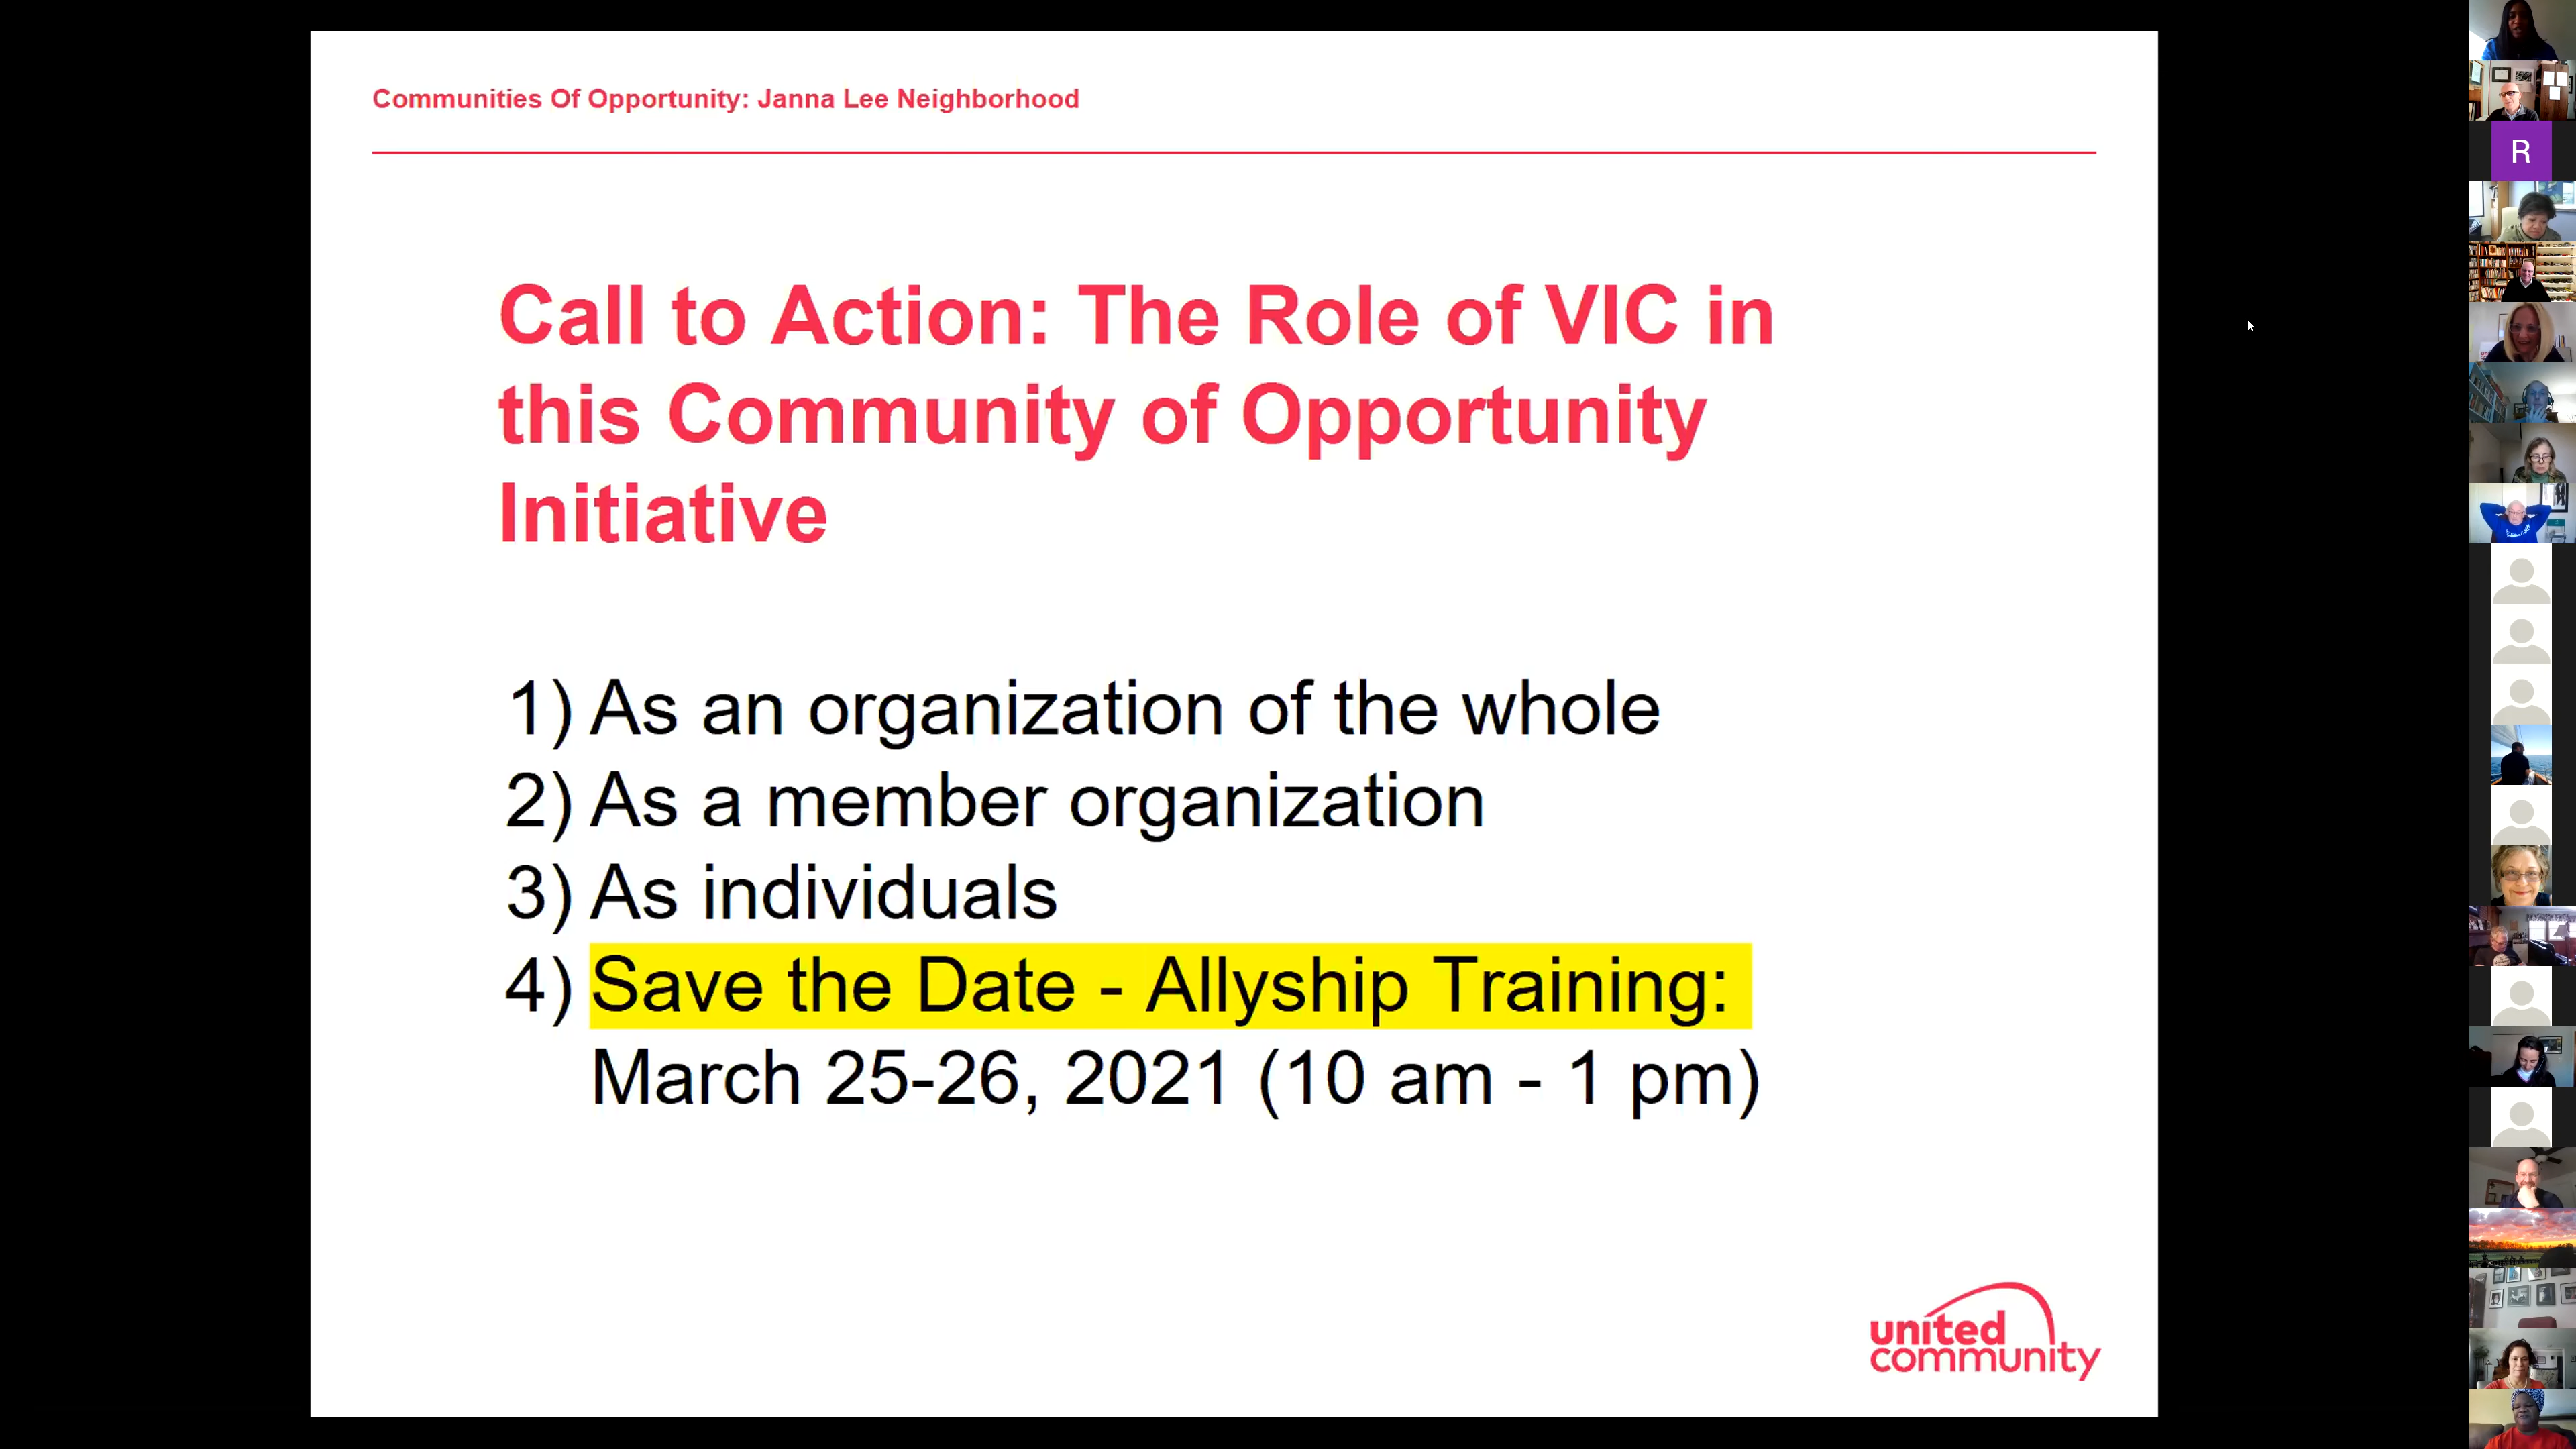 Communities Of Opportunity: Janna Lee Neighborhood
Call to Action: The Role of VIC in
this Community of Opportunity
Initiative
1) As an organization of the whole
2) As a member organization
3) As individuals
4) Save the Date - Allyship Training:
March 25-26, 2021 (10 am - 1 pm)
united
community
R